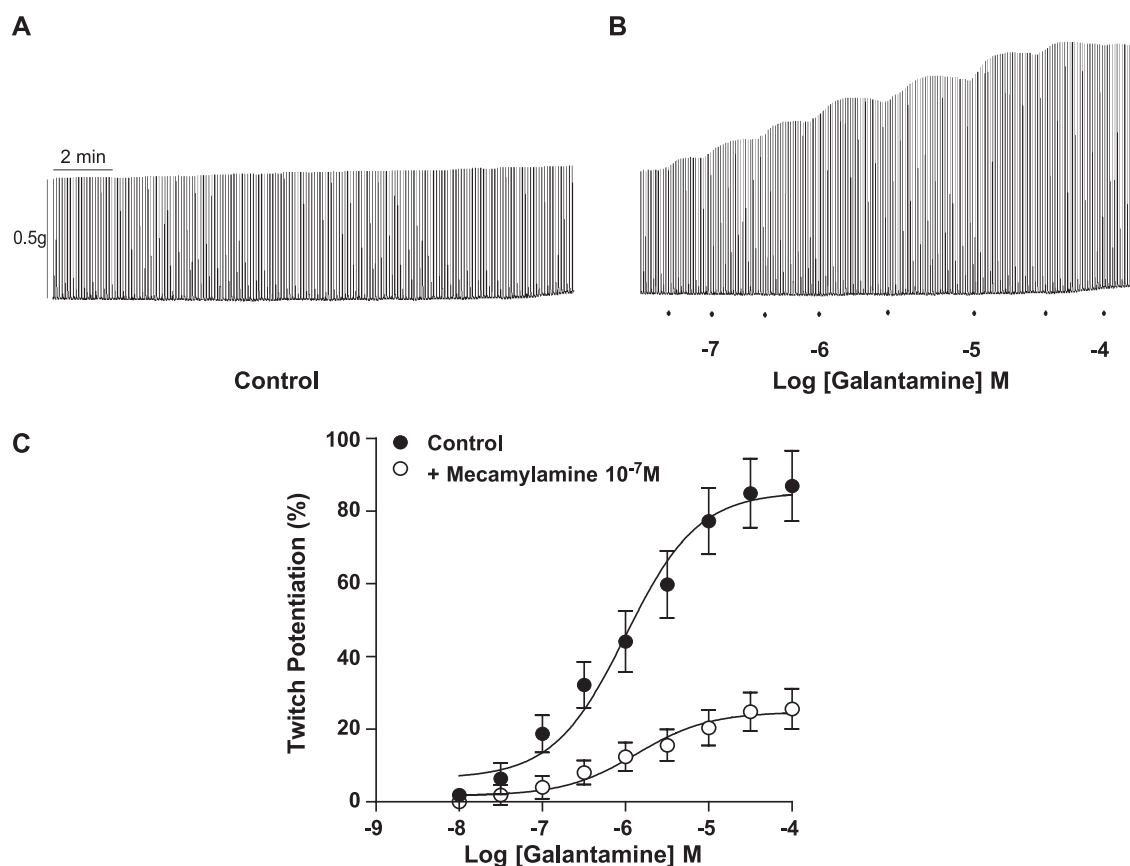 A
B
2 min
0.5g
-7 -6 -5 -4
Control
Log [Galantamine] M
C
Control
+ Mecamylamine 10⁻⁷M
Twitch Potentiation (%)
100
80
60
40
20
0
-9 -8 -7 -6 -5 -4
Log [Galantamine] M